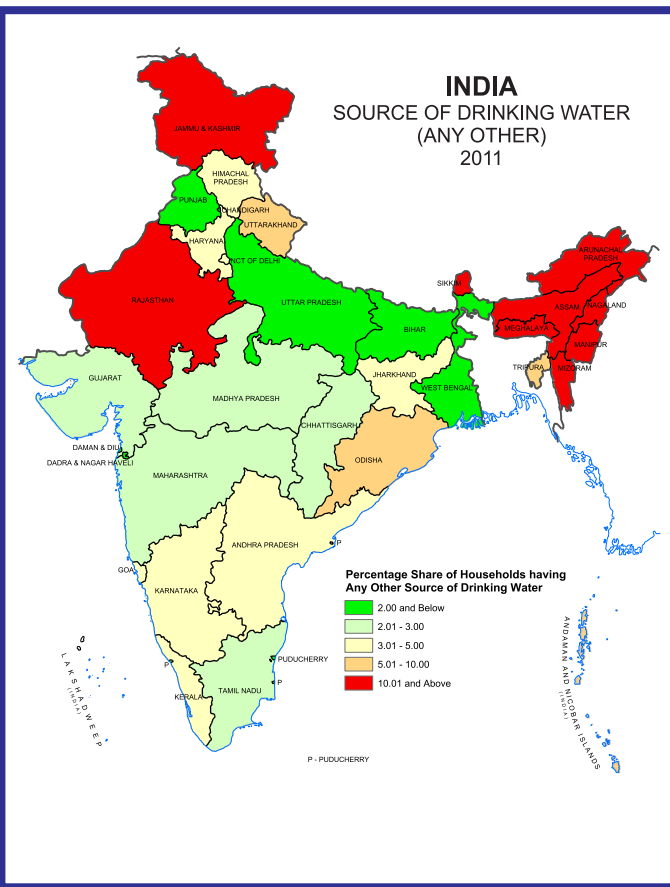 INDIA
SOURCE OF DRINKING WATER
(ANY OTHER)
2011
JAMMU & KASHMIR
HIMACHAL
PRADESH
PUNJAB
CHANDIGARH
UTTARAKHAND
HARYANA
NCT OF DELHI
ARUNACHAL
PRADESH
SIKKIM
RAJASTHAN
UTTAR PRADESH
ASSAM
NAGALAND
BIHAR
MEGHALAYA
MANIPUR
TRIPURA
MIZORAM
JHARKHAND
WEST BENGAL
GUJARAT
MADHYA PRADESH
CHHATTISGARH
DAMAN & DIU
DADRA & NAGAR HAVELI
ODISHA
MAHARASHTRA
ANDHRA PRADESH
P
GOA
KARNATAKA
Percentage Share of Households having
Any Other Source of Drinking Water
2.00 and Below
2.01 - 3.00
3.01 - 5.00
5.01 - 10.00
10.01 and Above
PUDUCHERRY
P
P
KERALA
TAMIL NADU
LAKSHADWEEP
(INDIA)
ANDAMAN AND NICOBAR ISLANDS
(INDIA)
P - PUDUCHERRY